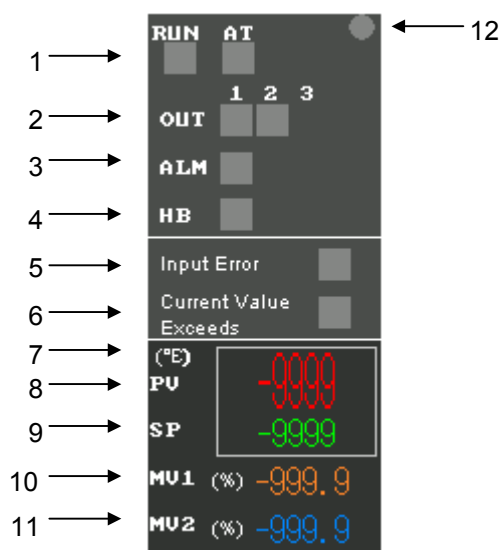 RUN AT
12
1
1 2 3
2 OUT
3 ALM
4 HB
5 Input Error
6 Current Value
Exceeds
7 (°E)
8 PV -9999
9 SP -9999
10 MV1 (%) -999.9
11 MV2 (%) -999.9